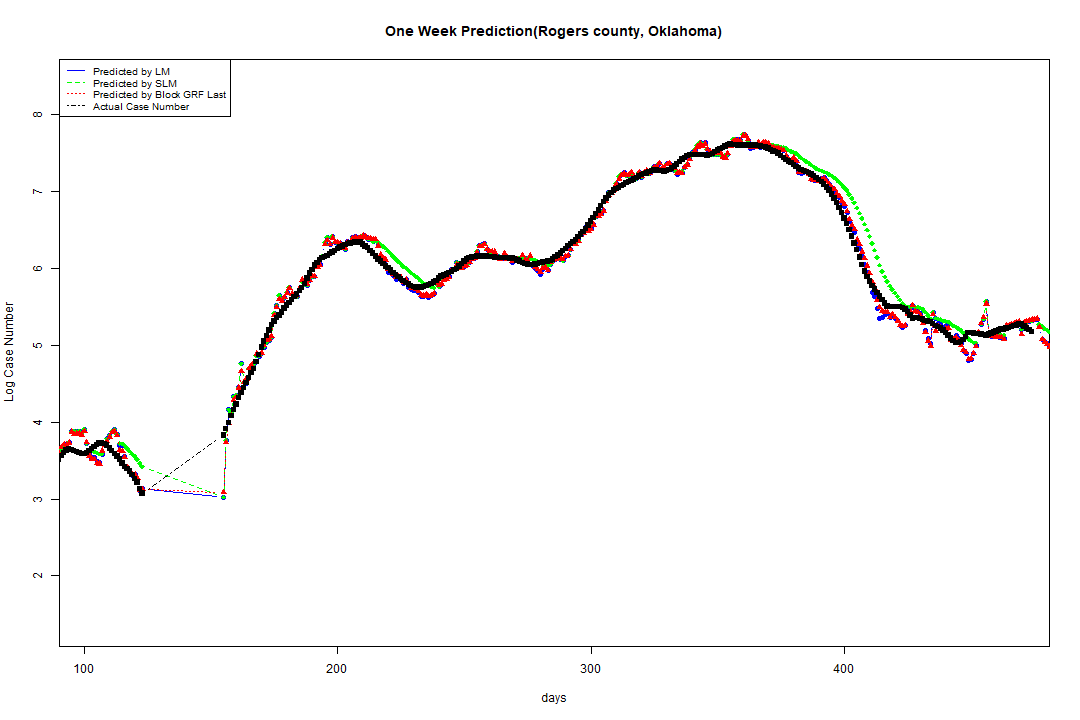 One Week Prediction(Rogers county, Oklahoma)
Predicted by LM
Predicted by SLM
Predicted by Block GRF Last
Actual Case Number
8
7
6
5
4
3
2
Log Case Number
100 200 300 400
days